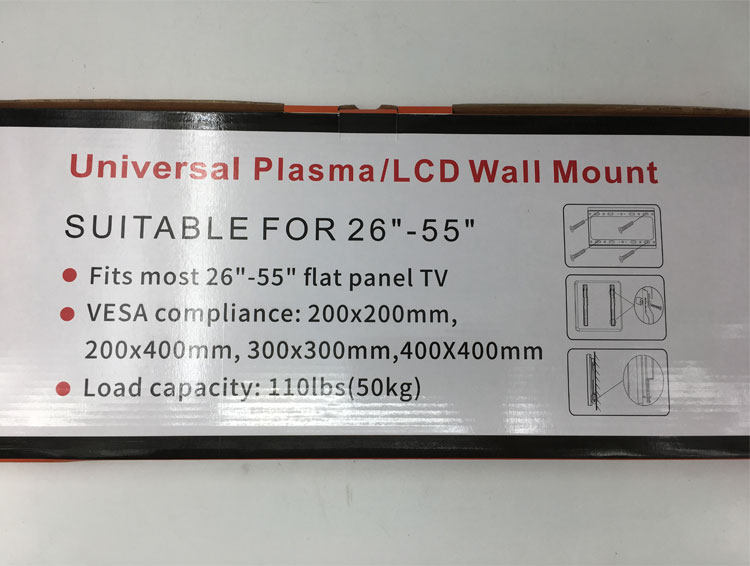 Universal Plasma/LCD Wall Mount
SUITABLE FOR 26"-55"
Fits most 26"-55" flat panel TV
VESA compliance: 200x200mm,
200x400mm, 300x300mm,400X400mm
Load capacity: 110lbs(50kg)